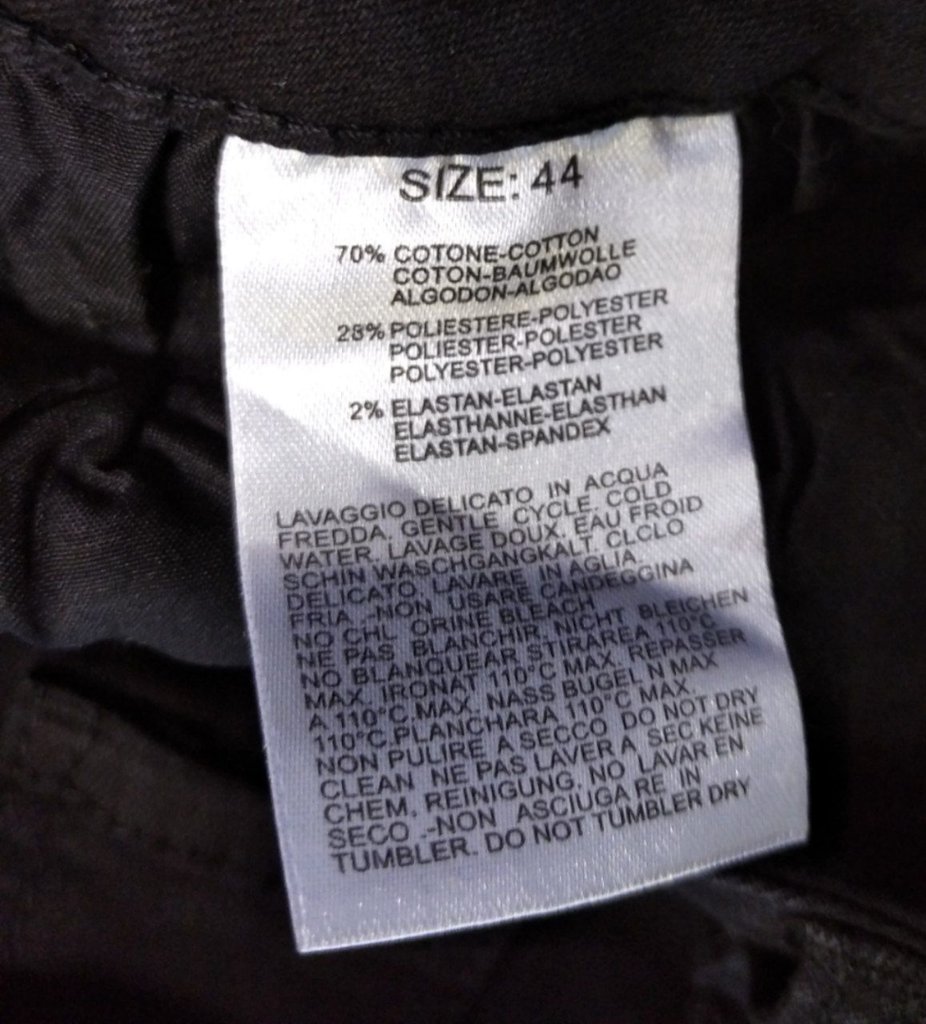 SIZE: 44
70% COTONE-COTTON
COTON-BAUMWOLLE
ALGODON-ALGODAO
28% POLIESTERE-POLYESTER
POLIESTER-POLESTER
POLYESTER-POLYESTER
2% ELASTAN-ELASTAN
ELASTHANNE-ELASTHAN
ELASTAN-SPANDEX
LAVAGGIO DELICATO IN ACQUA
FREDDA. GENTLE CYCLE. COLD
WATER. LAVAGE DOUX. EAU FROID
SCHIN WASCHGANGKALT. CLCLO
DELICATO. LAVARE IN AGLIA.
FRIA .-NON USARE CANDEGGINA
NO CHL ORINE BLEACH
NE PAS BLANCHIR. NICHT BLEICHEN
NO BLANQUEAR STIRAREA 110°C
MAX. IRONAT 110°C MAX. REPASSER
A 110°C.MAX. NASS BUGEL N MAX
110°C.PLANCHARA 110°C MAX.
NON PULIRE A SECCO DO NOT DRY
CLEAN NE PAS LAVER A SEC KEINE
CHEM. REINIGUNG. NO LAVAR EN
SECO .-NON ASCIUGA RE IN
TUMBLER. DO NOT TUMBLER DRY